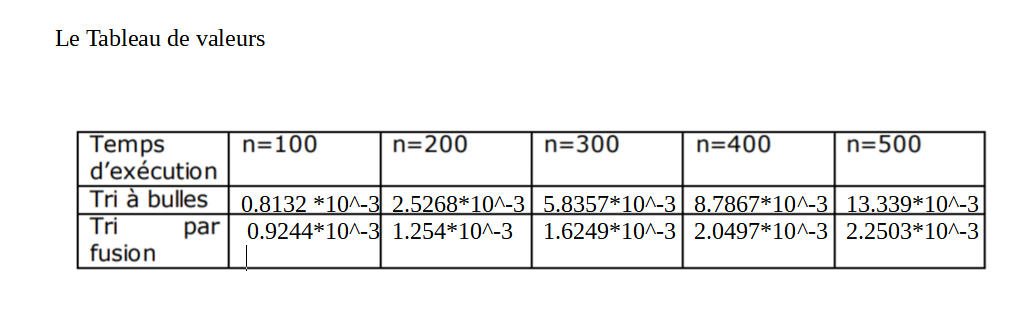 Le Tableau de valeurs
Temps d'exécution n=100 n=200 n=300 n=400 n=500
Tri à bulles 0.8132 *10^-3 2.5268*10^-3 5.8357*10^-3 8.7867*10^-3 13.339*10^-3
Tri par fusion 0.9244*10^-3 1.254*10^-3 1.6249*10^-3 2.0497*10^-3 2.2503*10^-3